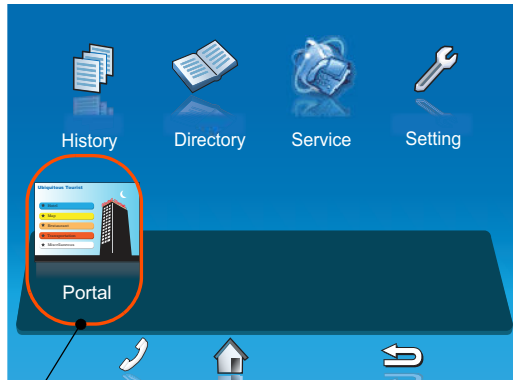 History
Directory
Service
Setting
Ubiquitous Tourist
Hotel
Map
Restaurant
Transportation
Miscellaneous
Portal